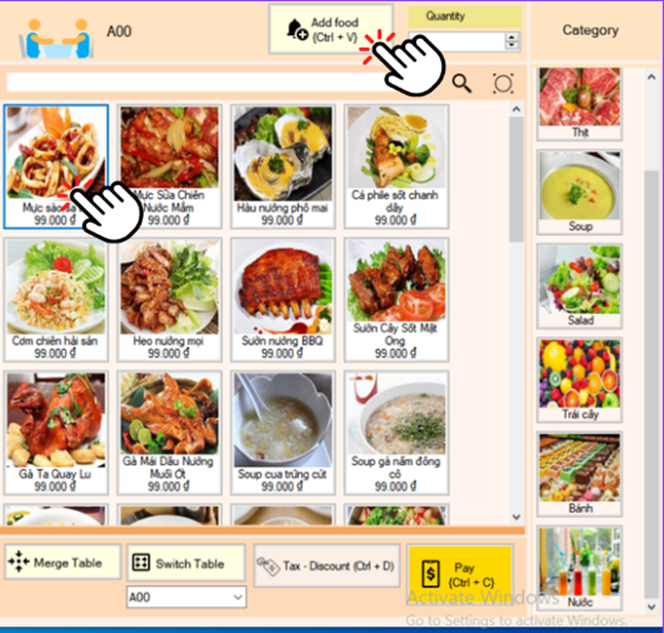 A00
Add food
{Ctrl + V}
Quantity
Category
Mực xào sa
99.000 ₫
Mực Sữa Chiên
Nước Mắm
99.000 ₫
Hàu nướng phô mai
99.000 ₫
Cá phile sốt chanh
dây
99.000 ₫
Cơm chiên hải sản
99.000 ₫
Heo nướng mọi
99.000 ₫
Sườn nướng BBQ
99.000 ₫
Sườn Cây Sốt Mật
Ong
99.000 ₫
Gà Ta Quay Lu
99.000 ₫
Gà Mái Dầu Nướng
Muối Ớt
99.000 ₫
Soup cua trứng cút
99.000 ₫
Soup gà nấm đông
cô
99.000 ₫
Thịt
Soup
Salad
Trái cây
Bánh
Nước
Merge Table
Switch Table
A00
Tax - Discount (Ctrl + D)
Pay
{Ctrl + C}
Activate Windows
Go to Settings to activate Windows.